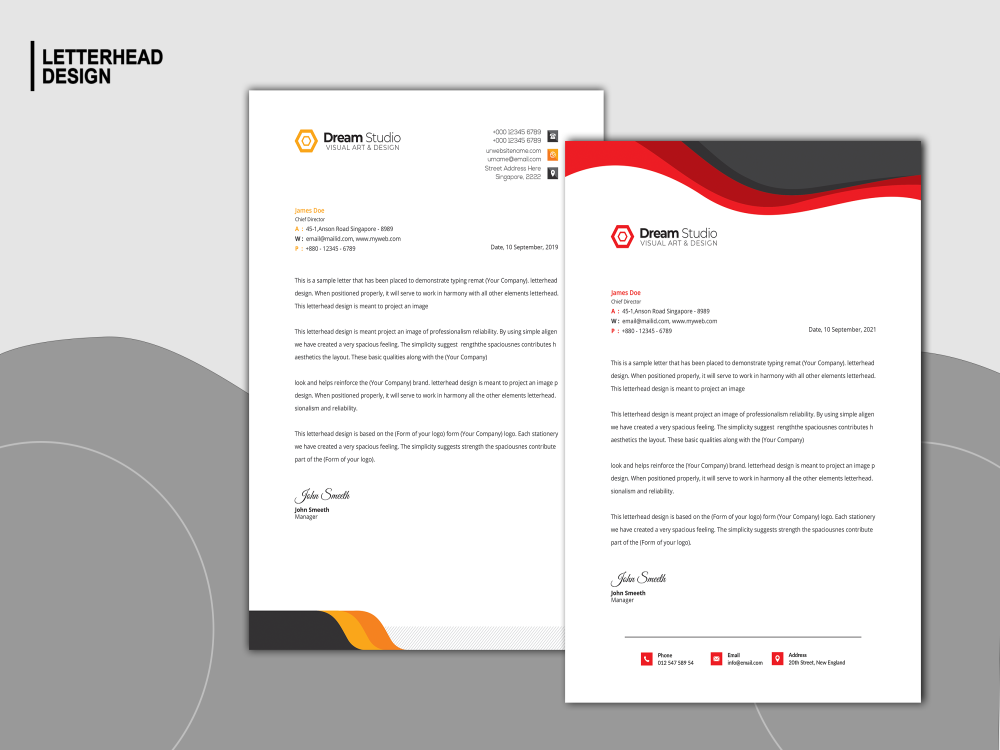 LETTERHEAD
DESIGN
Dream Studio
VISUAL ART & DESIGN
+000 12345 6789
+000 12345 6789
urwebsitename.com
urname@email.com
Street Address Here
Singapore, 2222
James Doe
Chief Director
A : 45-1,Anson Road Singapore - 8989
W : email@mailid.com, www.myweb.com
P : +880 - 12345 - 6789
Date, 10 September, 2019
This is a sample letter that has been placed to demonstrate typing remat (Your Company). letterhead
design. When positioned properly, it will serve to work in harmony with all other elements letterhead.
This letterhead design is meant to project an image
This letterhead design is meant project an image of professionalism reliability. By using simple aligen
we have created a very spacious feeling. The simplicity suggest rengththe spaciousnes contributes h
aesthetics the layout. These basic qualities along with the (Your Company)
look and helps reinforce the (Your Company) brand. letterhead design is meant to project an image p
design. When positioned properly, it will serve to work in harmony all the other elements letterhead.
sionalism and reliability.
This letterhead design is based on the (Form of your logo) form (Your Company) logo. Each stationery
we have created a very spacious feeling. The simplicity suggests strength the spaciousnes contribute
part of the (Form of your logo).
John Smeeth
John Smeeth
Manager
Dream Studio
VISUAL ART & DESIGN
James Doe
Chief Director
A : 45-1,Anson Road Singapore - 8989
W : email@mailid.com, www.myweb.com
P : +880 - 12345 - 6789
Date, 10 September, 2021
This is a sample letter that has been placed to demonstrate typing remat (Your Company). letterhead
design. When positioned properly, it will serve to work in harmony with all other elements letterhead.
This letterhead design is meant to project an image
This letterhead design is meant project an image of professionalism reliability. By using simple aligen
we have created a very spacious feeling. The simplicity suggest rengththe spaciousnes contributes h
aesthetics the layout. These basic qualities along with the (Your Company)
look and helps reinforce the (Your Company) brand. letterhead design is meant to project an image p
design. When positioned properly, it will serve to work in harmony all the other elements letterhead.
sionalism and reliability.
This letterhead design is based on the (Form of your logo) form (Your Company) logo. Each stationery
we have created a very spacious feeling. The simplicity suggests strength the spaciousnes contribute
part of the (Form of your logo).
John Smeeth
John Smeeth
Manager
Phone
012 547 589 54
Email
info@email.com
Address
20th Street, New England